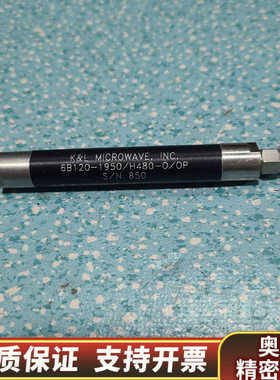 K&L MICROWAVE, INC.
6B120-1950/H480-O/OP
S/N 850
质保证 支持开票
奥
精密